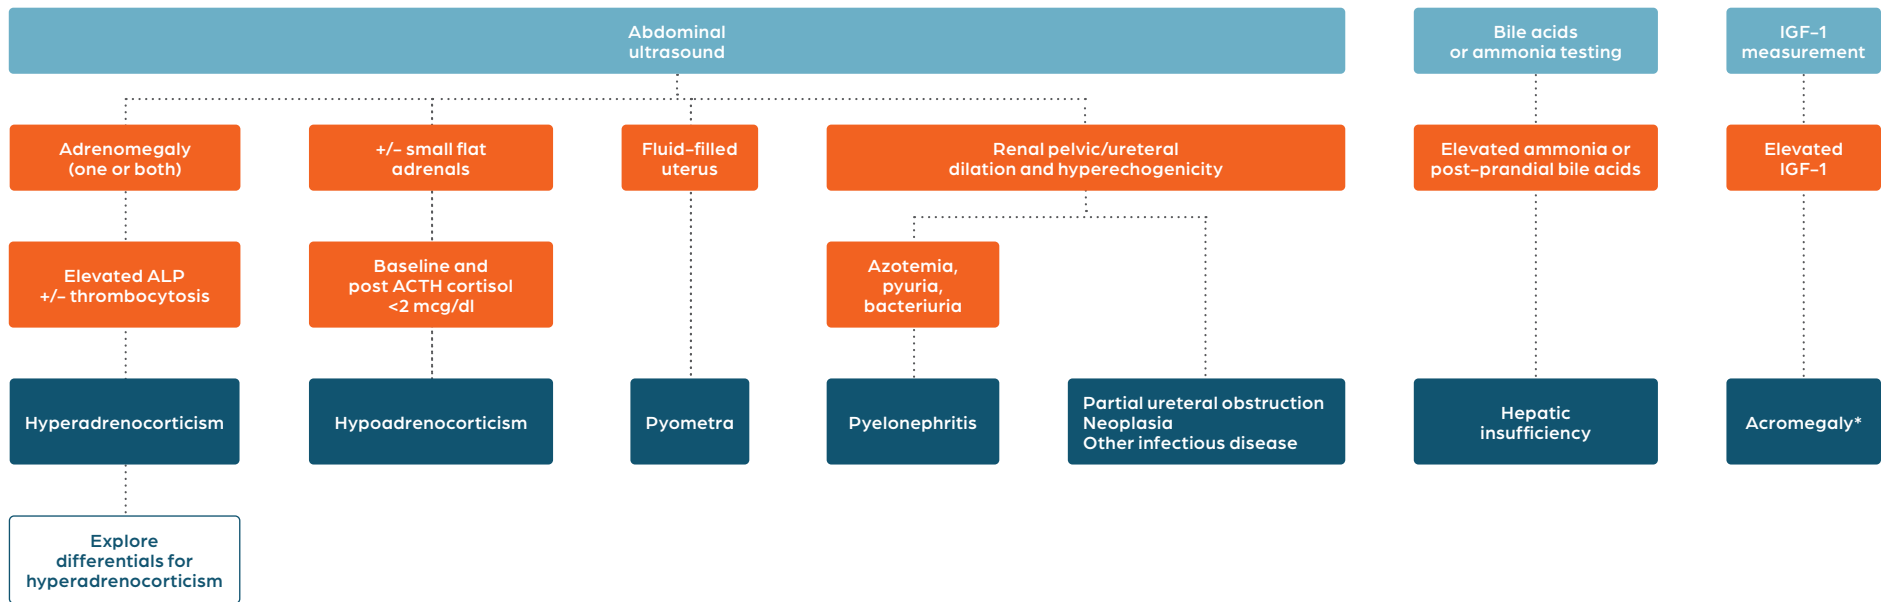 Abdominal
ultrasound
Bile acids
or ammonia testing
IGF-1
measurement
Adrenomegaly
(one or both)
+/- small flat
adrenals
Fluid-filled
uterus
Renal pelvic/ureteral
dilation and hyperechogenicity
Elevated ammonia or
post-prandial bile acids
Elevated
IGF-1
Elevated ALP
+/- thrombocytosis
Baseline and
post ACTH cortisol
<2 mcg/dl
Azotemia,
pyuria,
bacteriuria
Hyperadrenocorticism
Hypoadrenocorticism
Pyometra
Pyelonephritis
Partial ureteral obstruction
Neoplasia
Other infectious disease
Hepatic
insufficiency
Acromegaly*
Explore
differentials for
hyperadrenocorticism